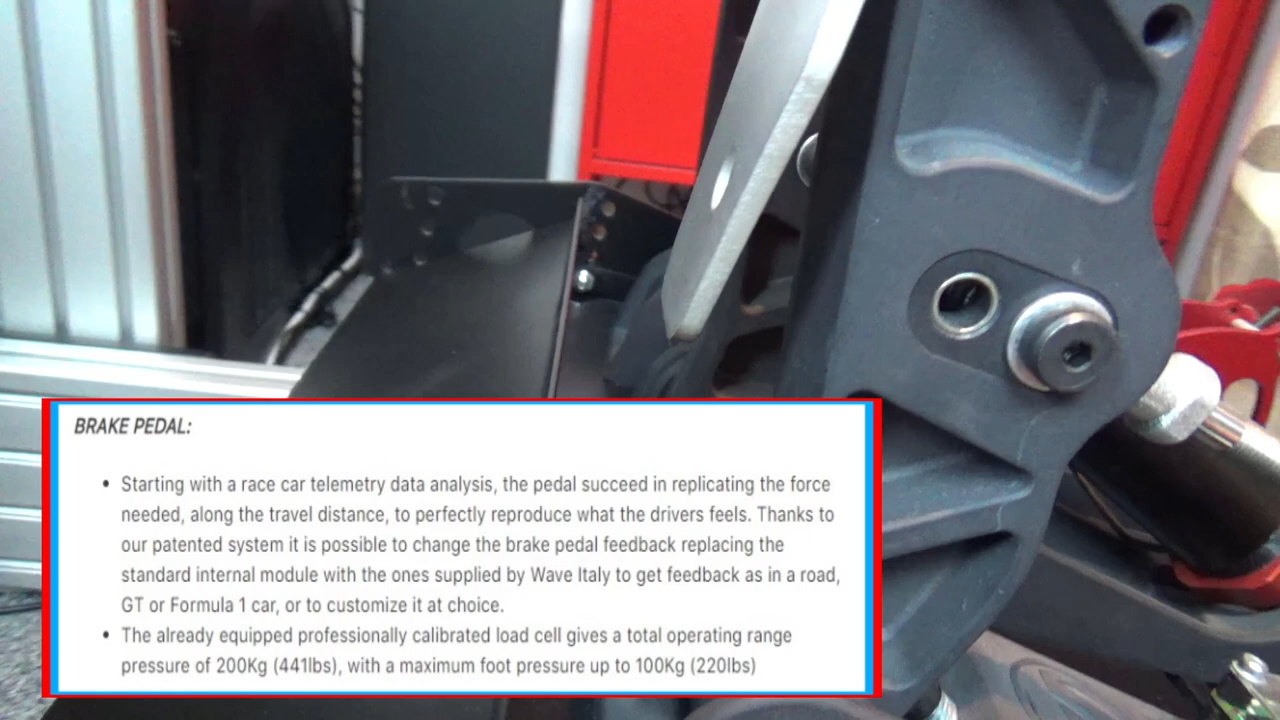 BRAKE PEDAL:
• Starting with a race car telemetry data analysis, the pedal succeed in replicating the force
needed, along the travel distance, to perfectly reproduce what the drivers feels. Thanks to
our patented system it is possible to change the brake pedal feedback replacing the
standard internal module with the ones supplied by Wave Italy to get feedback as in a road,
GT or Formula 1 car, or to customize it at choice.
• The already equipped professionally calibrated load cell gives a total operating range
pressure of 200Kg (441lbs), with a maximum foot pressure up to 100Kg (220lbs)